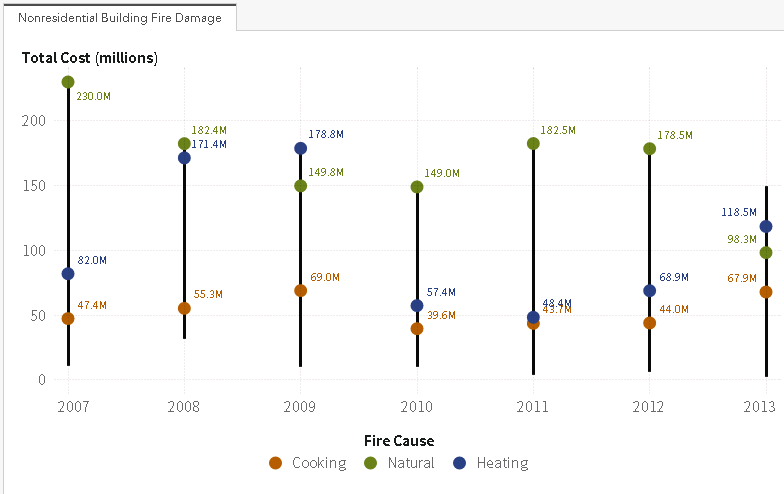 Nonresidential Building Fire Damage
Total Cost (millions)
230.0M
182.4M
171.4M
178.8M
149.8M
149.0M
182.5M
178.5M
118.5M
98.3M
82.0M
47.4M
55.3M
69.0M
57.4M
39.6M
48.4M
43.7M
68.9M
44.0M
67.9M
200
150
100
50
0
2007 2008 2009 2010 2011 2012 2013
Fire Cause
Cooking Natural Heating